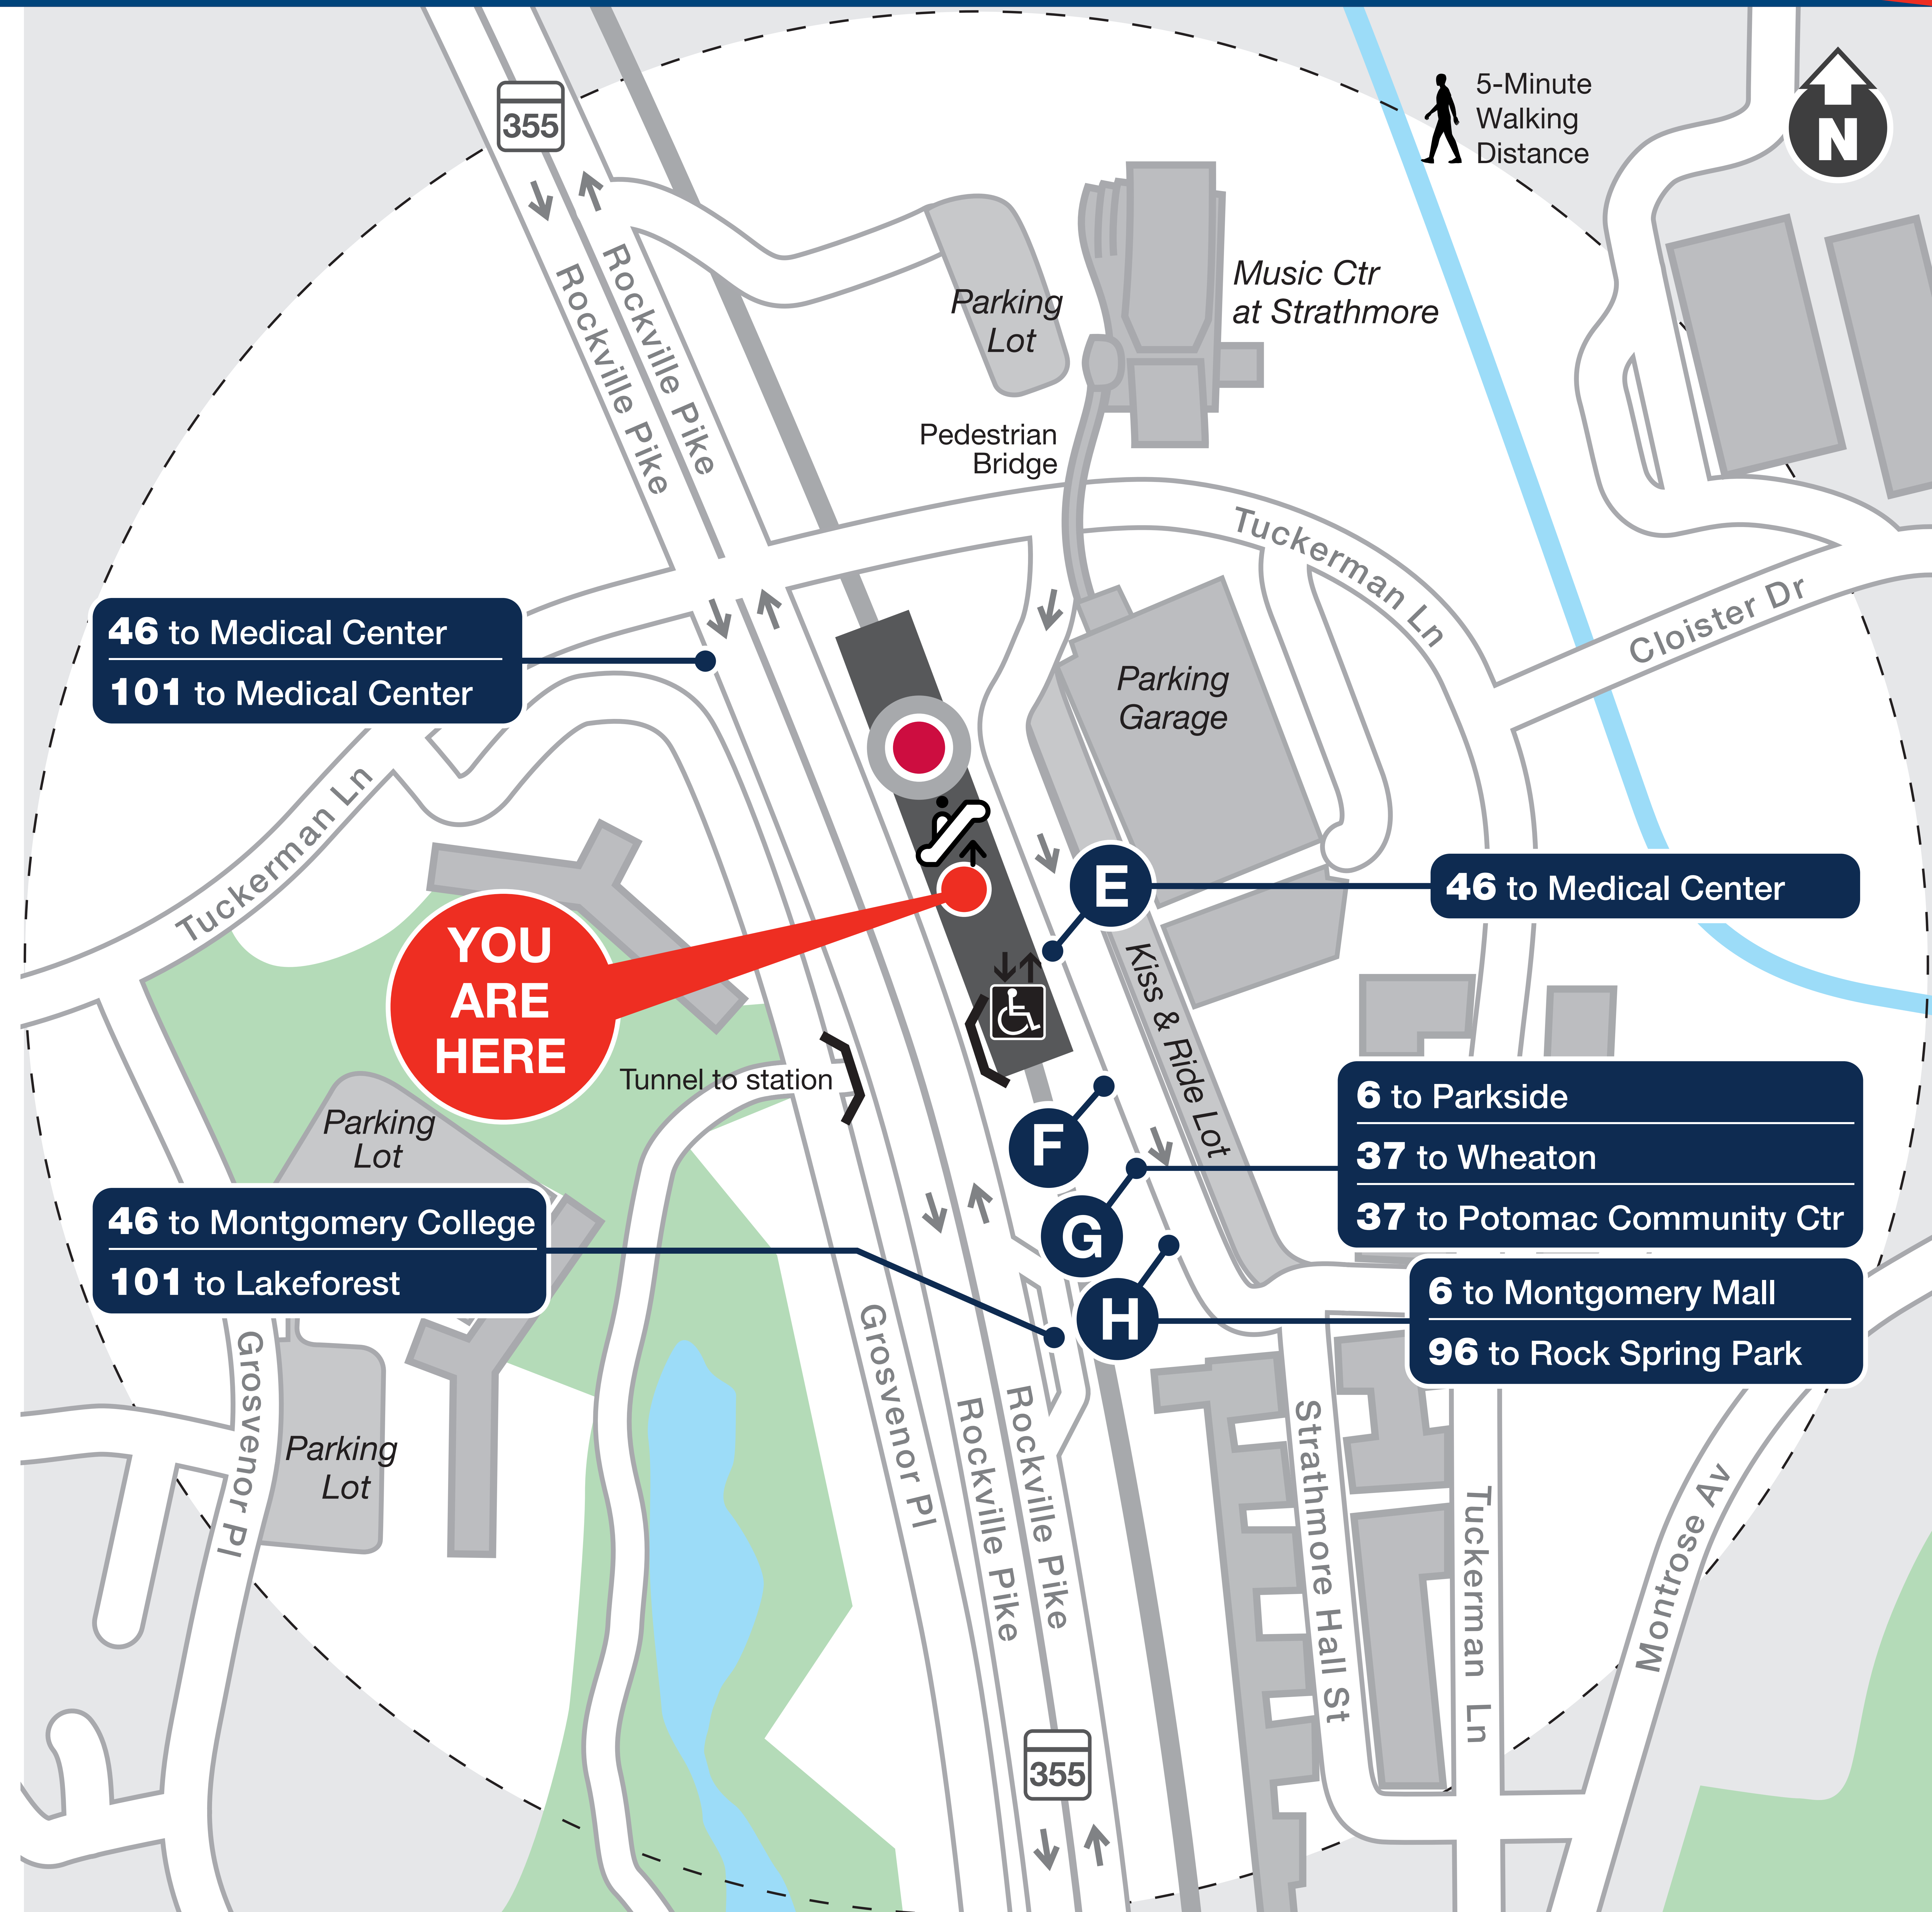 355
5-Minute
Walking
Distance
N
Rockville Pike
Rockville Pike
Parking
Lot
Music Ctr
at Strathmore
Pedestrian
Bridge
Tuckerman Ln
Cloister Dr
46 to Medical Center
101 to Medical Center
Parking
Garage
Tuckerman Ln
E
46 to Medical Center
YOU
ARE
HERE
Kiss & Ride Lot
Tunnel to station
Parking
Lot
F
6 to Parkside
37 to Wheaton
37 to Potomac Community Ctr
G
46 to Montgomery College
101 to Lakeforest
H
6 to Montgomery Mall
96 to Rock Spring Park
Grosvenor Pl
Parking
Lot
Grosvenor Pl
Rockville Pike
Rockville Pike
Strathmore Hall St
Tuckerman Ln
Montrose Av
355